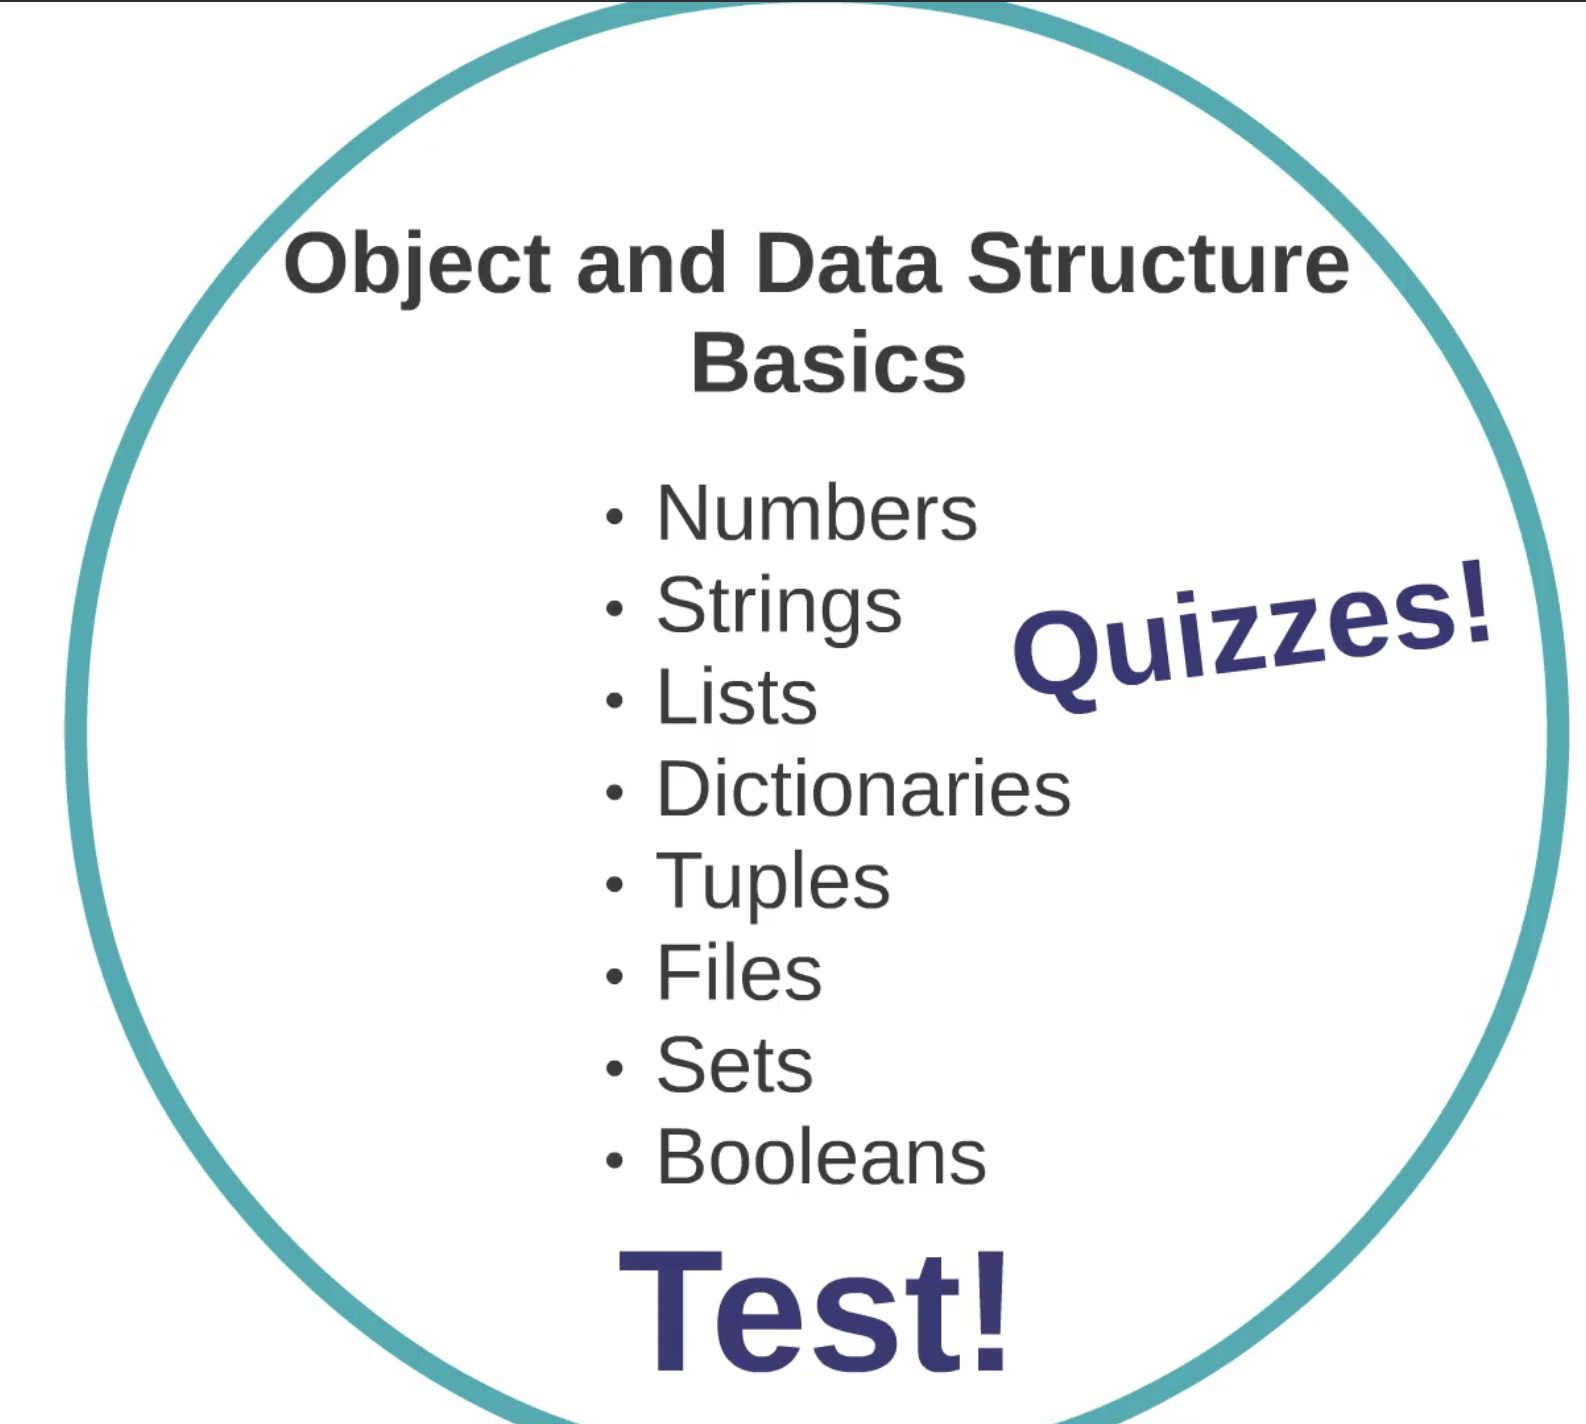 Object and Data Structure
Basics
• Numbers
• Strings
Quizzes!
• Lists
• Dictionaries
• Tuples
• Files
• Sets
• Booleans
Test!